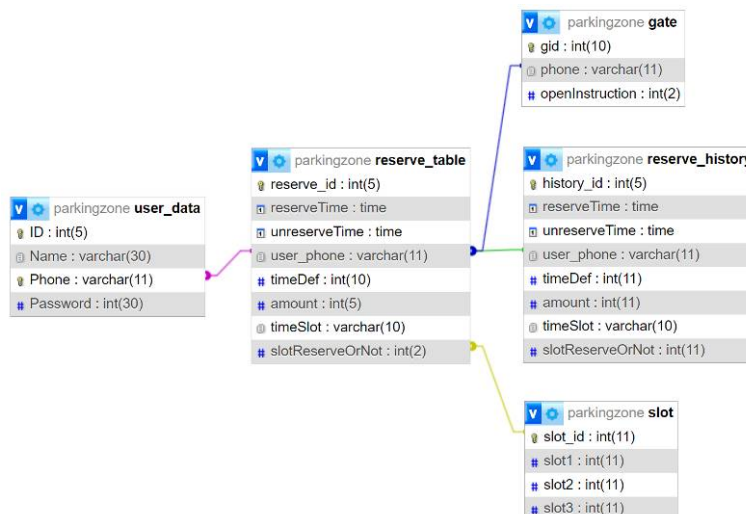 parkingzone gate
gid : int(10)
phone : varchar(11)
openInstruction : int(2)
V parkingzone reserve_table
reserve_id : int(5)
reserveTime : time
unreserveTime : time
user_phone : varchar(11)
# timeDef : int(10)
# amount : int(5)
timeSlot : varchar(10)
# slotReserveOrNot : int(2)
V parkingzone reserve_history
history_id : int(5)
reserveTime : time
unreserveTime : time
user_phone : varchar(11)
# timeDef : int(11)
# amount : int(11)
timeSlot : varchar(10)
# slotReserveOrNot : int(11)
V parkingzone user_data
ID : int(5)
Name : varchar(30)
Phone : varchar(11)
# Password : int(30)
V parkingzone slot
slot_id : int(11)
# slot1 : int(11)
# slot2 : int(11)
# slot3 : int(11)